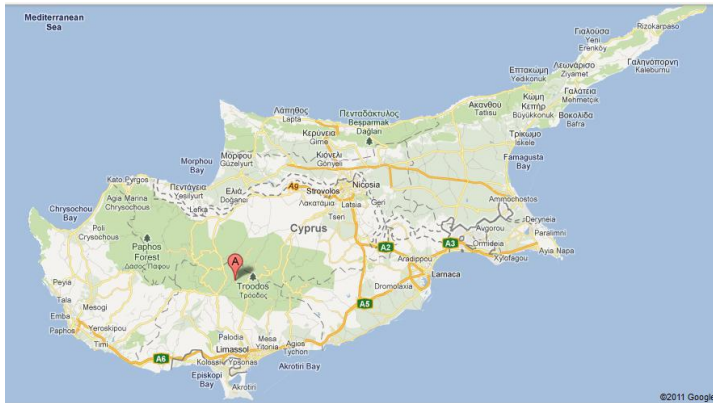 Mediterranean
Sea
Rizokarpaso
Γιαλούσα
Yeni
Erenköy
Γαληνόπορνη
Kaleburnu
Λεωνάρισο
Ziyamet
Επτακώμη
Yedikonuk
Γαλάτεια
Mehmetçik
Κώμη
Κεπήρ
Büyükkonuk
Βοκολίδα
Bafra
Ακανθού
Tatlısu
Τρίκωμο
İskele
Λάπηθος
Lapta
Πενταδάκτυλος
Beşparmak
Dağları
Κερύνεια
Girne
Κιόνελι
Gönyeli
Famagusta
Bay
Morphou
Bay
Μόρφου
Güzelyurt
Kato Pyrgos
Πεντάγεια
Yeşilyurt
Ελιά
Doğancı
A9
Strovolos
Nicosia
Λακατάμια
Latsia
Geri
Tseri
Ammochostos
Chrysochou
Bay
Agia Marina
Chrysochous
Lefka
Poli
Crysochous
Cyprus
Deryneia
Avgorou
Paralimni
A2
A3
Ormideia
Ayia Napa
Xylofagou
Paphos
Forest
Δάσος Πάφου
A
Aradippou
Larnaca
Troodos
Τρόοδος
Dromolaxia
Peyia
Tala
Mesogi
A5
Emba
Paphos
Yeroskipou
Timi
Palodia
Mesa
Yitonia
Agios
Tychon
Limassol
A6
Kolossi
Ypsonas
Akrotiri Bay
Episkopi
Bay
Akrotiri
©2011 Google